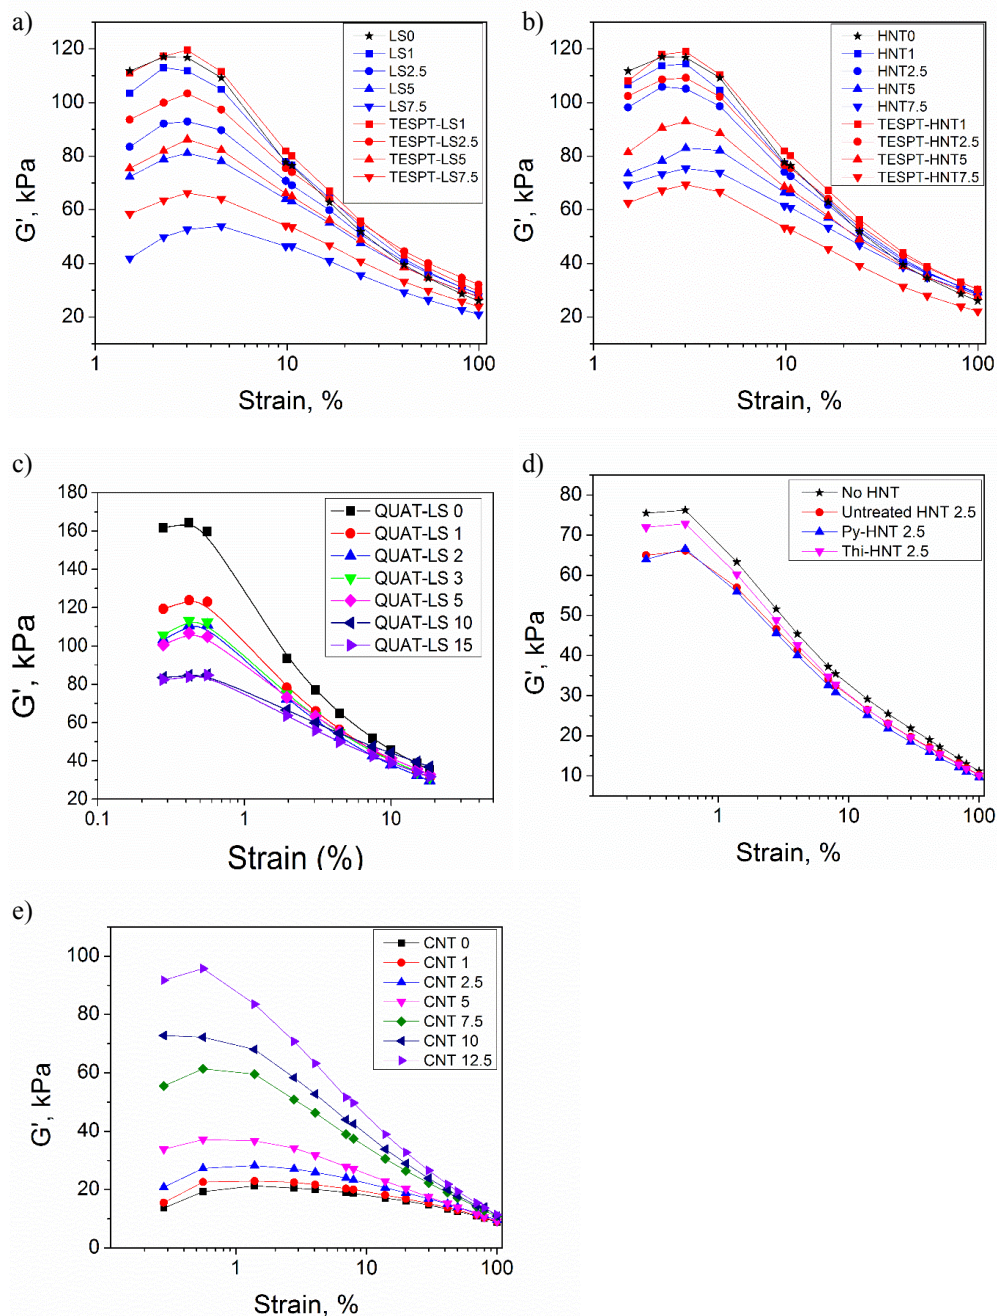 a)
G', kPa
120
100
80
60
40
20
1
10
100
Strain, %
LS0
LS1
LS2.5
LS5
LS7.5
TESPT-LS1
TESPT-LS2.5
TESPT-LS5
TESPT-LS7.5
b)
G', kPa
120
100
80
60
40
20
1
10
100
Strain, %
HNT0
HNT1
HNT2.5
HNT5
HNT7.5
TESPT-HNT1
TESPT-HNT2.5
TESPT-HNT5
TESPT-HNT7.5
c)
G', kPa
180
160
140
120
100
80
60
40
20
0.1
1
10
Strain (%)
QUAT-LS 0
QUAT-LS 1
QUAT-LS 2
QUAT-LS 3
QUAT-LS 5
QUAT-LS 10
QUAT-LS 15
d)
G', kPa
80
70
60
50
40
30
20
10
1
10
100
Strain, %
No HNT
Untreated HNT 2.5
Py-HNT 2.5
Thi-HNT 2.5
e)
G', kPa
100
80
60
40
20
0
1
10
100
Strain, %
CNT 0
CNT 1
CNT 2.5
CNT 5
CNT 7.5
CNT 10
CNT 12.5